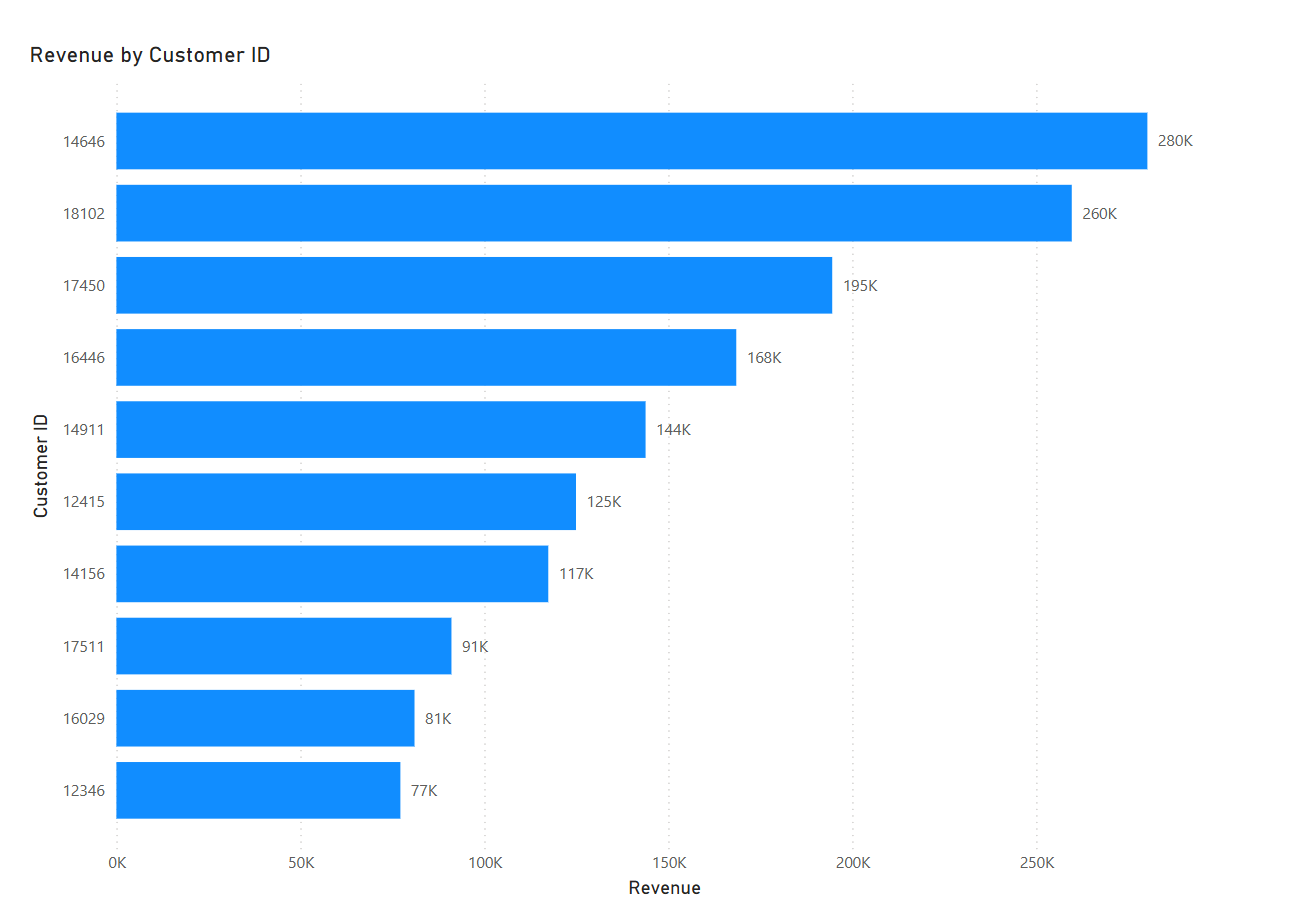 Revenue by Customer ID
14646 280K
18102 260K
17450 195K
16446 168K
14911 144K
12415 125K
14156 117K
17511 91K
16029 81K
12346 77K
Customer ID
0K 50K 100K 150K 200K 250K
Revenue